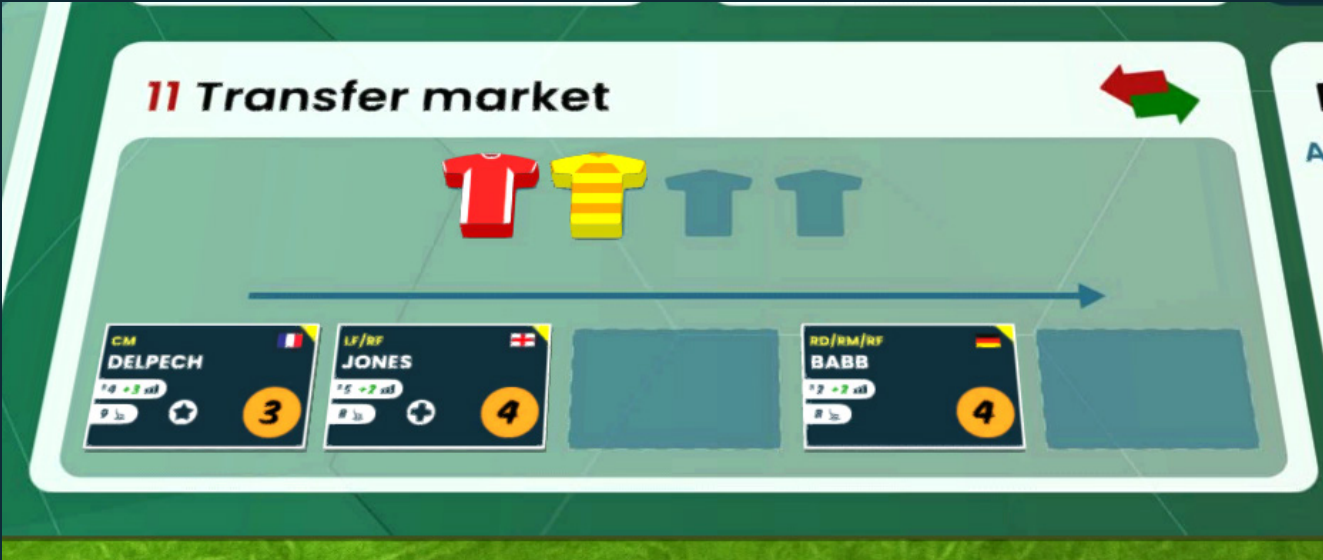 11 Transfer market
CM
DELPECH
$4 +3
9
3
LF/RF
JONES
$5 +2
8
4
RD/RM/RF
BABB
$2 +2
8
4
A